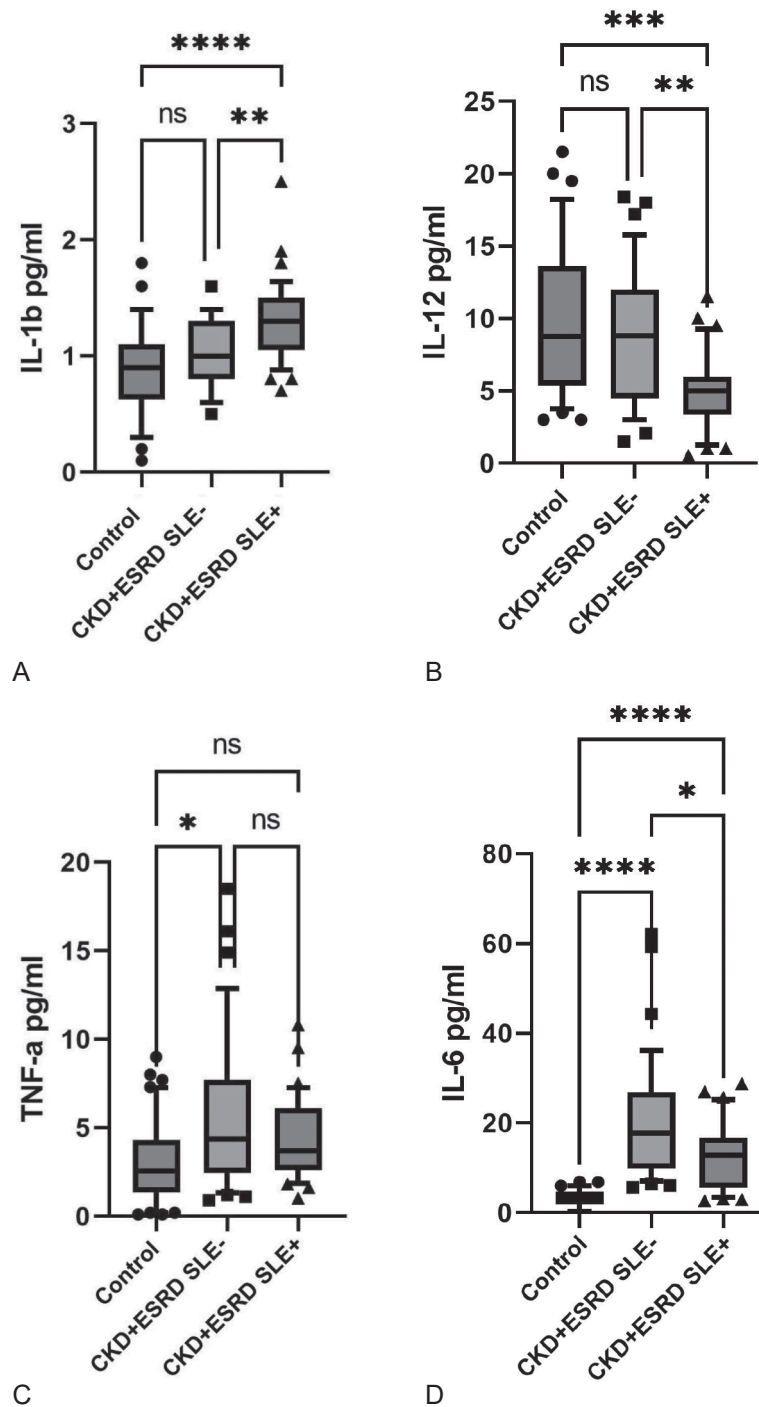 ****
ns
**
3
2
1
0
IL-1b pg/ml
Control
CKD+ESRD SLE-
CKD+ESRD SLE+
A
***
ns
**
25
20
15
10
5
0
IL-12 pg/ml
Control
CKD+ESRD SLE-
CKD+ESRD SLE+
B
ns
*
ns
20
15
10
5
0
TNF-a pg/ml
Control
CKD+ESRD SLE-
CKD+ESRD SLE+
C
****
*
****
80
60
40
20
0
IL-6 pg/ml
Control
CKD+ESRD SLE-
CKD+ESRD SLE+
D